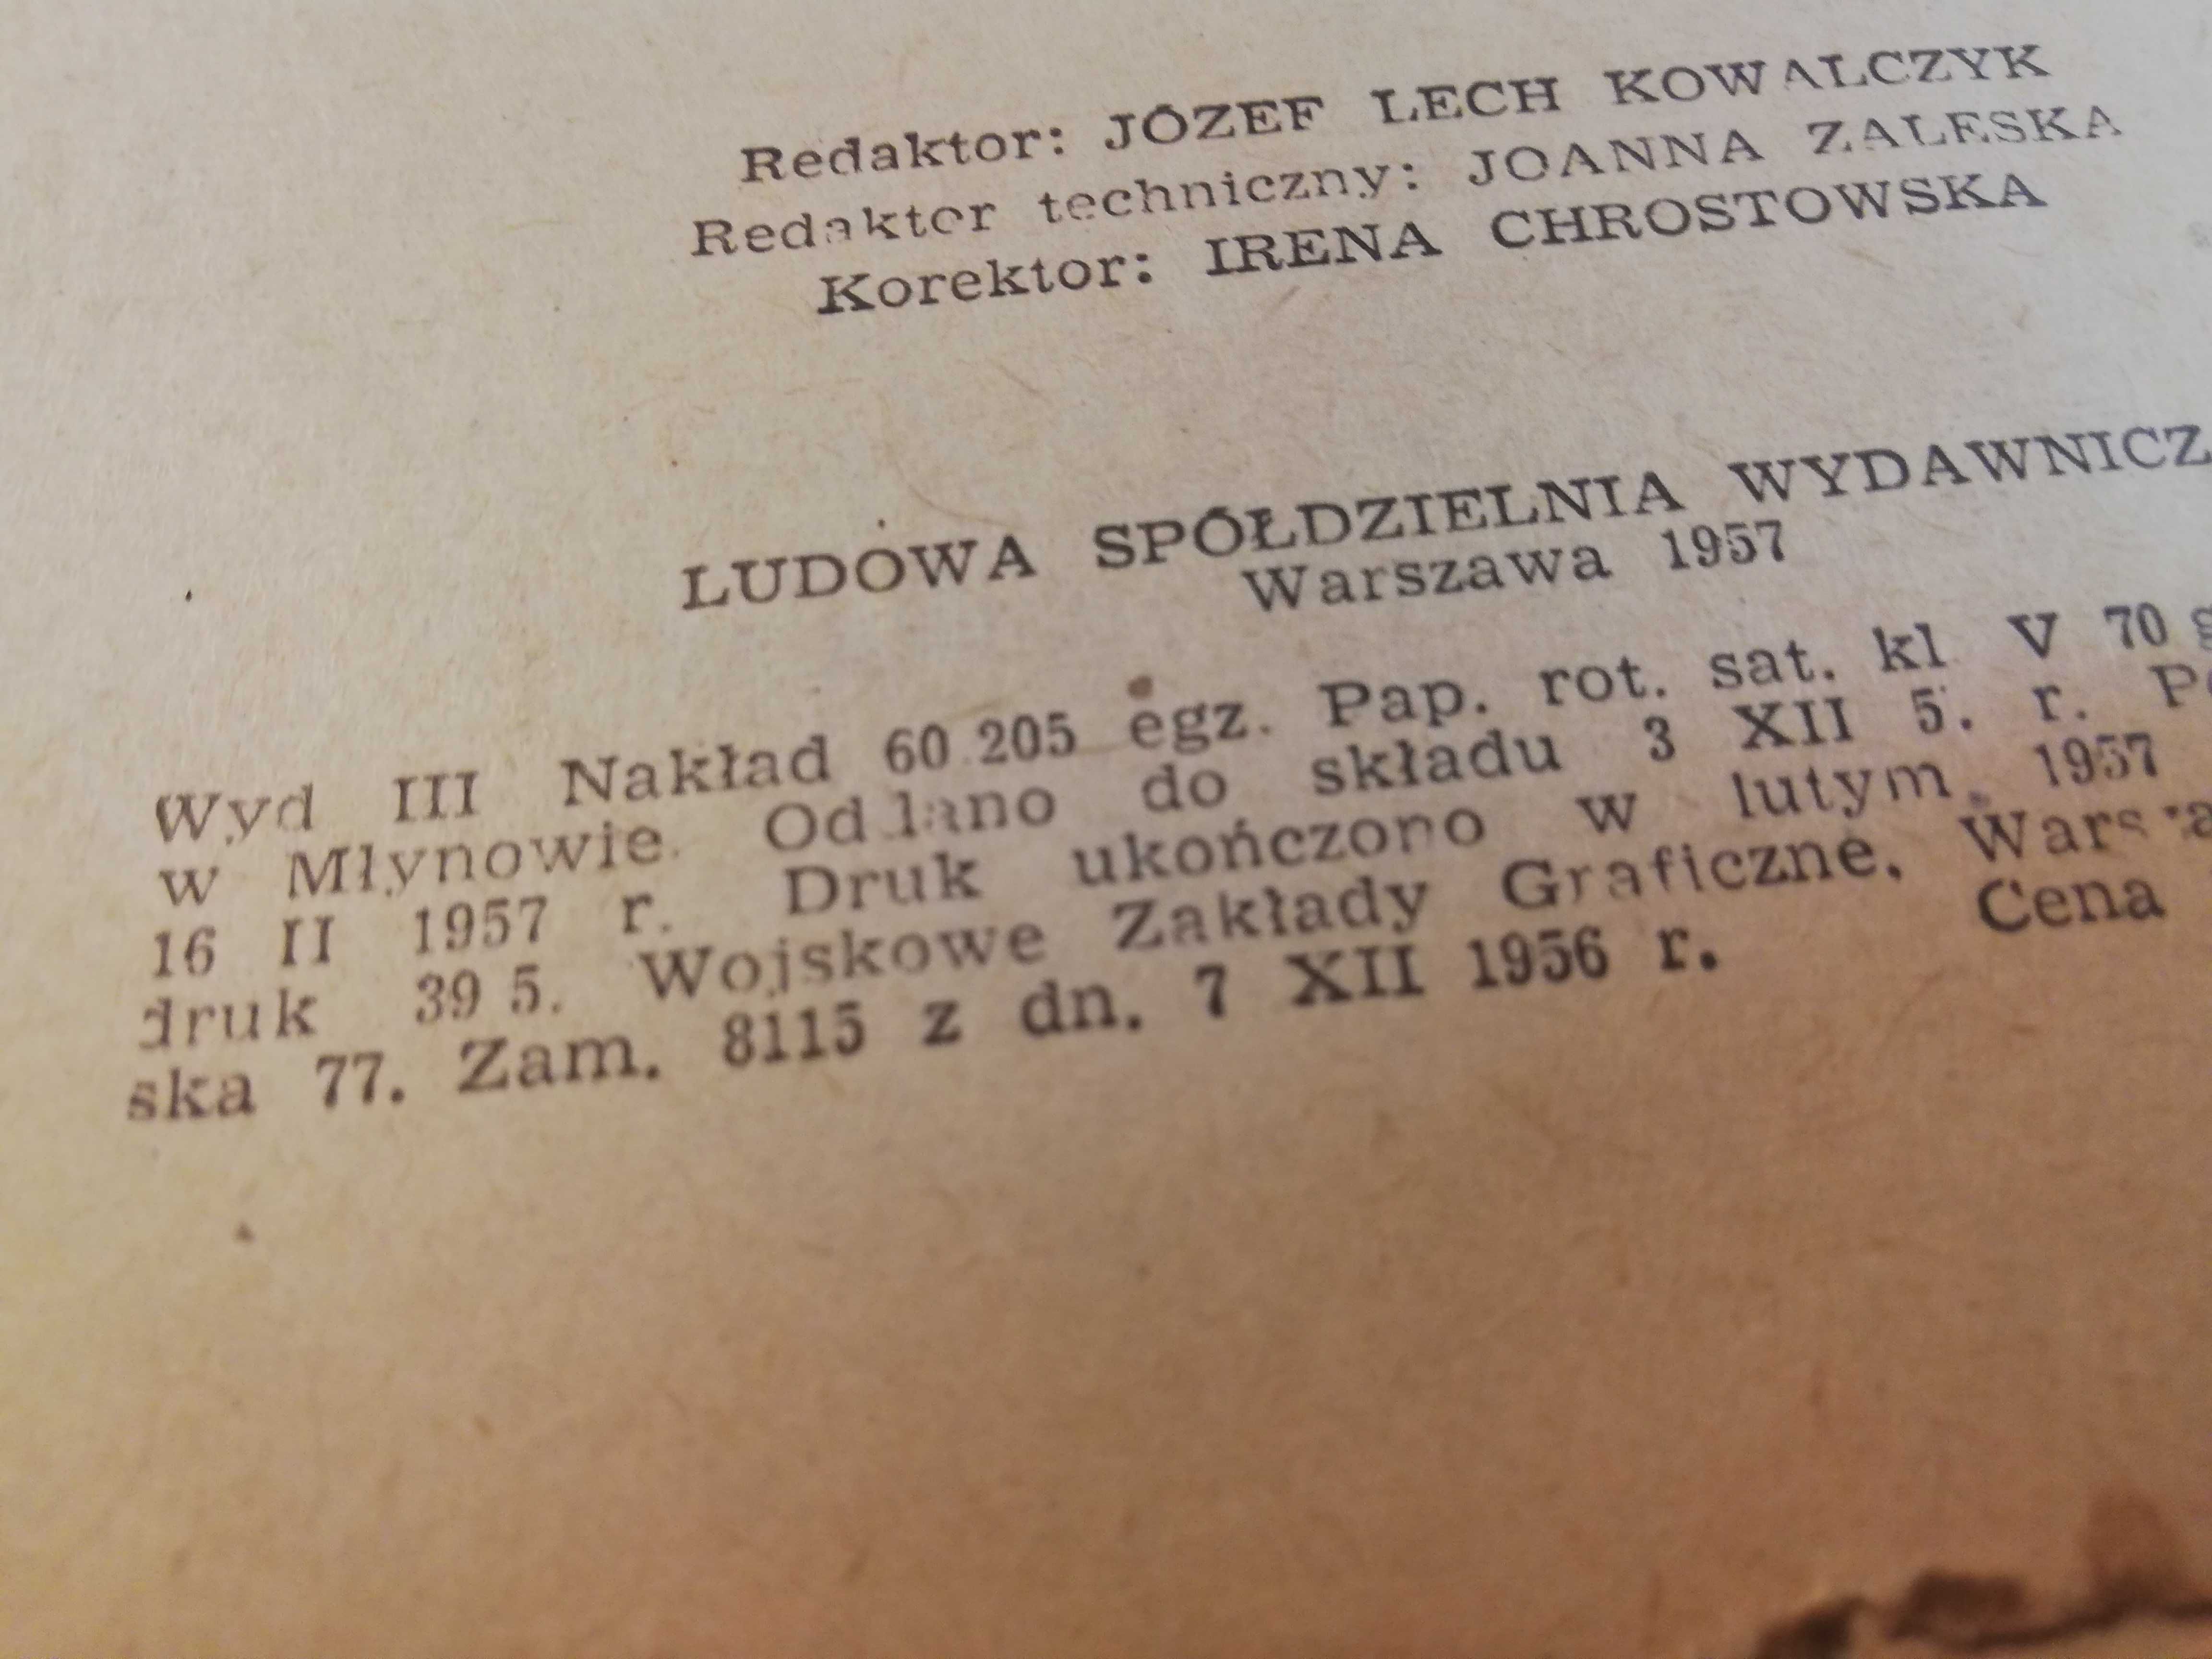 Redaktor: JÓZEF LECH KOWALCZYK
Redaktor techniczny: JOANNA ZALESKA
Korektor: IRENA CHROSTOWSKA
LUDOWA SPÓŁDZIELNIA WYDAWNICZ
Warszawa 1957
Wyd III Nakład 60.205 egz. Pap. rot. sat. kl V 70 g
w Młynowie. Oddano do składu 3 XII 5 . r.
16 II 1957 r. Druk ukończono w lutym 1957
druk 39 5. Wojskowe Zakłady Graficzne, Warsza
ska 77. Zam. 8115 z dn. 7 XII 1956 r. Cena